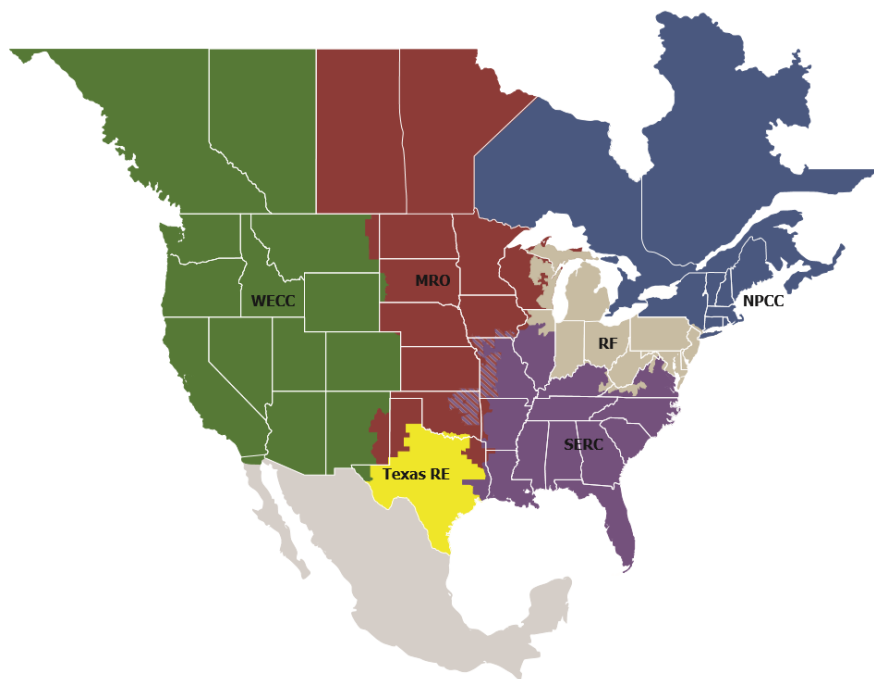 WECC
MRO
NPCC
RF
SERC
Texas RE